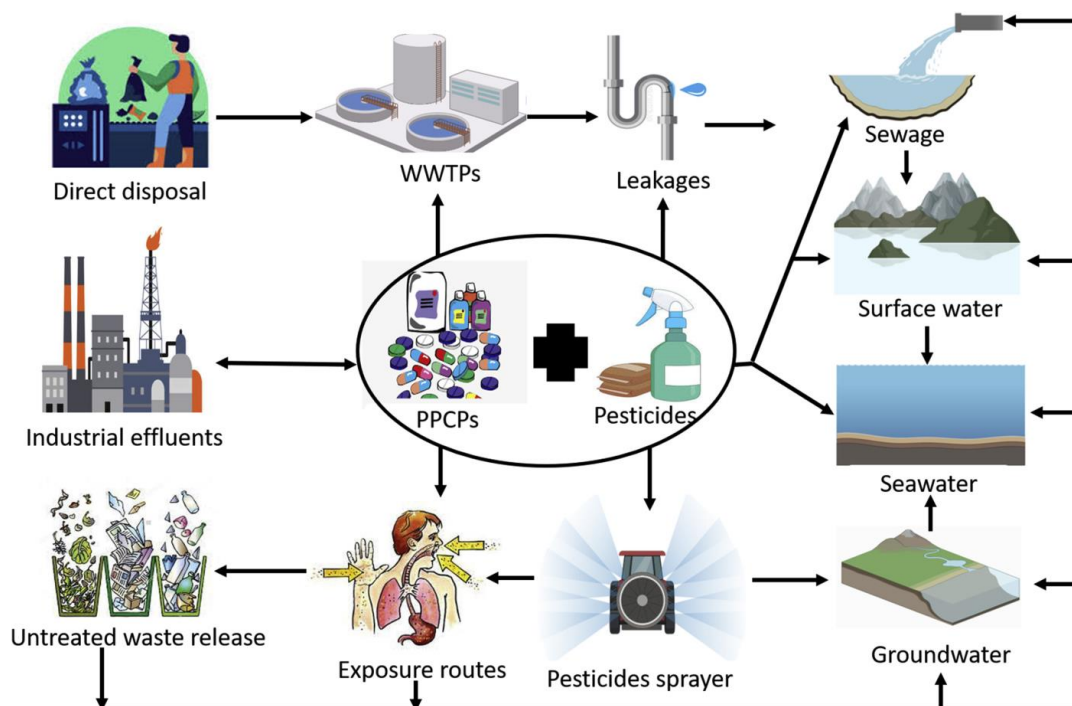 Direct disposal
WWTPs
Leakages
Sewage
Surface water
Industrial effluents
PPCPs
Pesticides
Seawater
Untreated waste release
Exposure routes
Pesticides sprayer
Groundwater